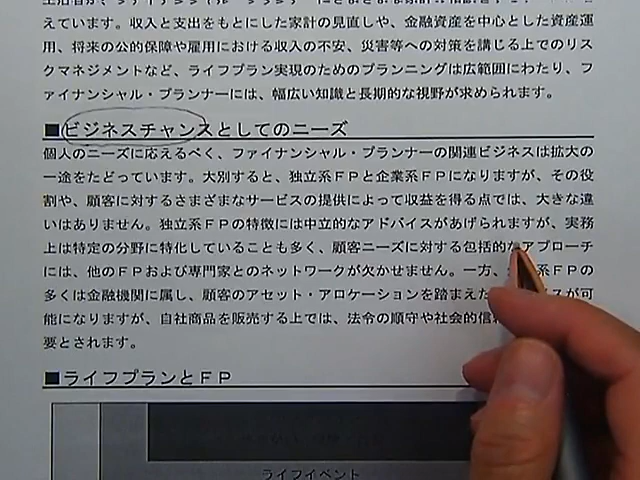 えています。収入と支出をもとにした家計の見直しや、金融資産を中心とした資産運
用、将来の公的保障や雇用における収入の不安、災害等への対策を講じる上でのリス
クマネジメントなど、ライフプラン実現のためのプランニングは広範囲にわたり、フ
ァイナンシャル・プランナーには、幅広い知識と長期的な視野が求められます。
■ビジネスチャンスとしてのニーズ
個人のニーズに応えるべく、ファイナンシャル・プランナーの関連ビジネスは拡大の
一途をたどっています。大別すると、独立系ＦＰと企業系ＦＰになりますが、その役
割や、顧客に対するさまざまなサービスの提供によって収益を得る点では、大きな違
いはありません。独立系ＦＰの特徴には中立的なアドバイスがあげられますが、実務
上は特定の分野に特化していることも多く、顧客ニーズに対する包括的なアプローチ
には、他のＦＰおよび専門家とのネットワークが欠かせません。一方、系ＦＰの
多くは金融機関に属し、顧客のアセット・アロケーションを踏まえたスが可
能になりますが、自社商品を販売する上では、法令の順守や社会的信
要とされます。
■ライフプランとＦＰ
ライフイベント